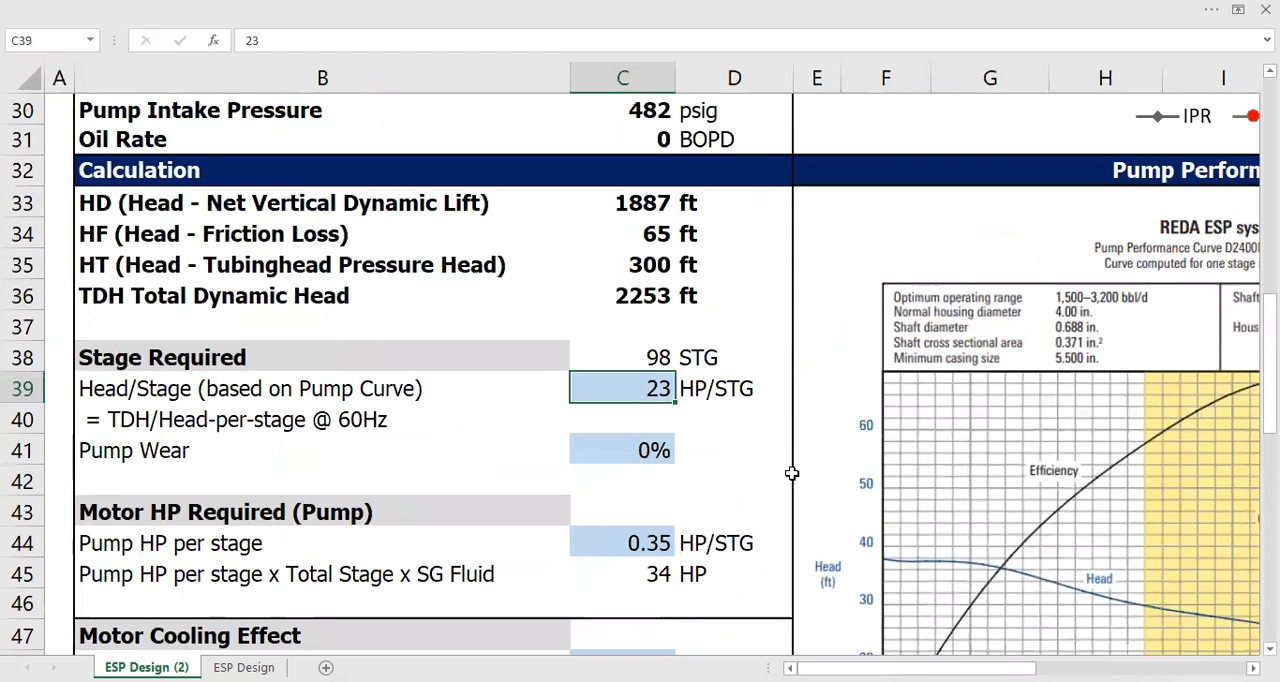 C39
fx
23
A B C D E F G H I
30 Pump Intake Pressure 482 psig
IPR
31 Oil Rate 0 BOPD
32 Calculation Pump Perform
33 HD (Head - Net Vertical Dynamic Lift) 1887 ft
34 HF (Head - Friction Loss) 65 ft
35 HT (Head - Tubinghead Pressure Head) 300 ft
36 TDH Total Dynamic Head 2253 ft
37
38 Stage Required 98 STG
39 Head/Stage (based on Pump Curve) 23 HP/STG
40 = TDH/Head-per-stage @ 60Hz
41 Pump Wear 0%
42
43 Motor HP Required (Pump)
44 Pump HP per stage 0.35 HP/STG
45 Pump HP per stage x Total Stage x SG Fluid 34 HP
46
47 Motor Cooling Effect
REDA ESP sys
Pump Performance Curve D2400
Curve computed for one stage
Optimum operating range 1,500–3,200 bbl/d Shaft
Normal housing diameter 4.00 in.
Shaft diameter 0.688 in. Hous
Shaft cross sectional area 0.371 in.²
Minimum casing size 5.500 in.
60
Efficiency
50
40
Head
(ft)
Head
30
ESP Design (2) ESP Design